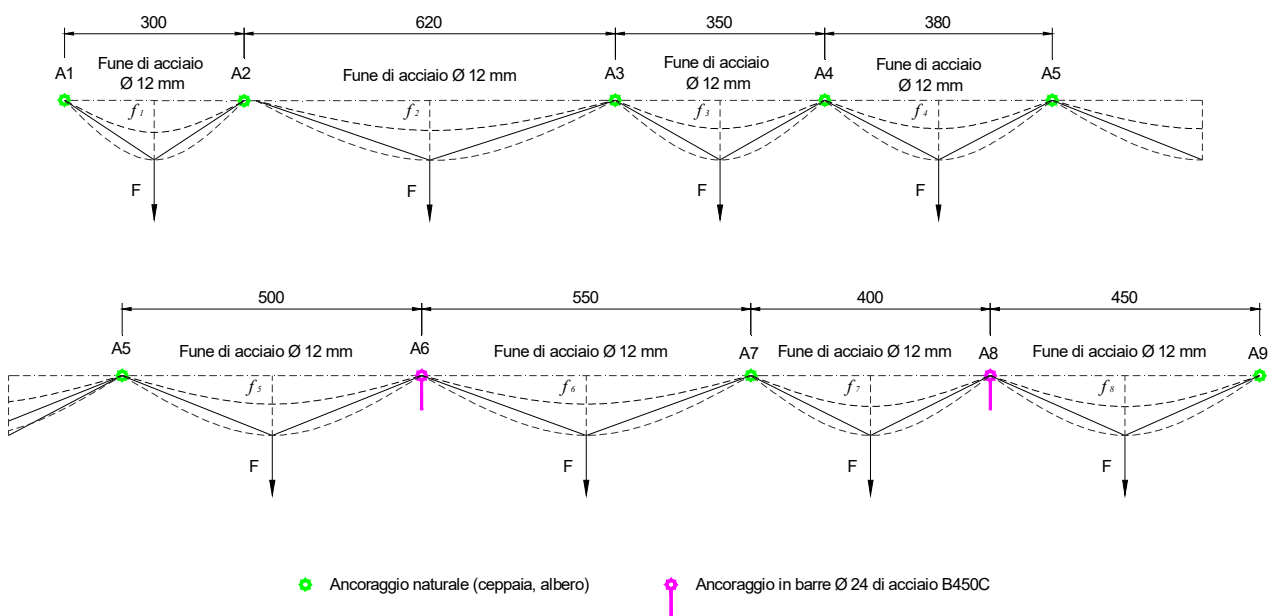 300 620 350 380
A1 Fune di acciaio Ø 12 mm A2 Fune di acciaio Ø 12 mm A3 Fune di acciaio Ø 12 mm A4 Fune di acciaio Ø 12 mm A5
f1 f2 f3 f4
F F F F
500 550 400 450
A5 Fune di acciaio Ø 12 mm A6 Fune di acciaio Ø 12 mm A7 Fune di acciaio Ø 12 mm A8 Fune di acciaio Ø 12 mm A9
f5 f6 f7 f8
F F F F
Ancoraggio naturale (ceppaia, albero) Ancoraggio in barre Ø 24 di acciaio B450C